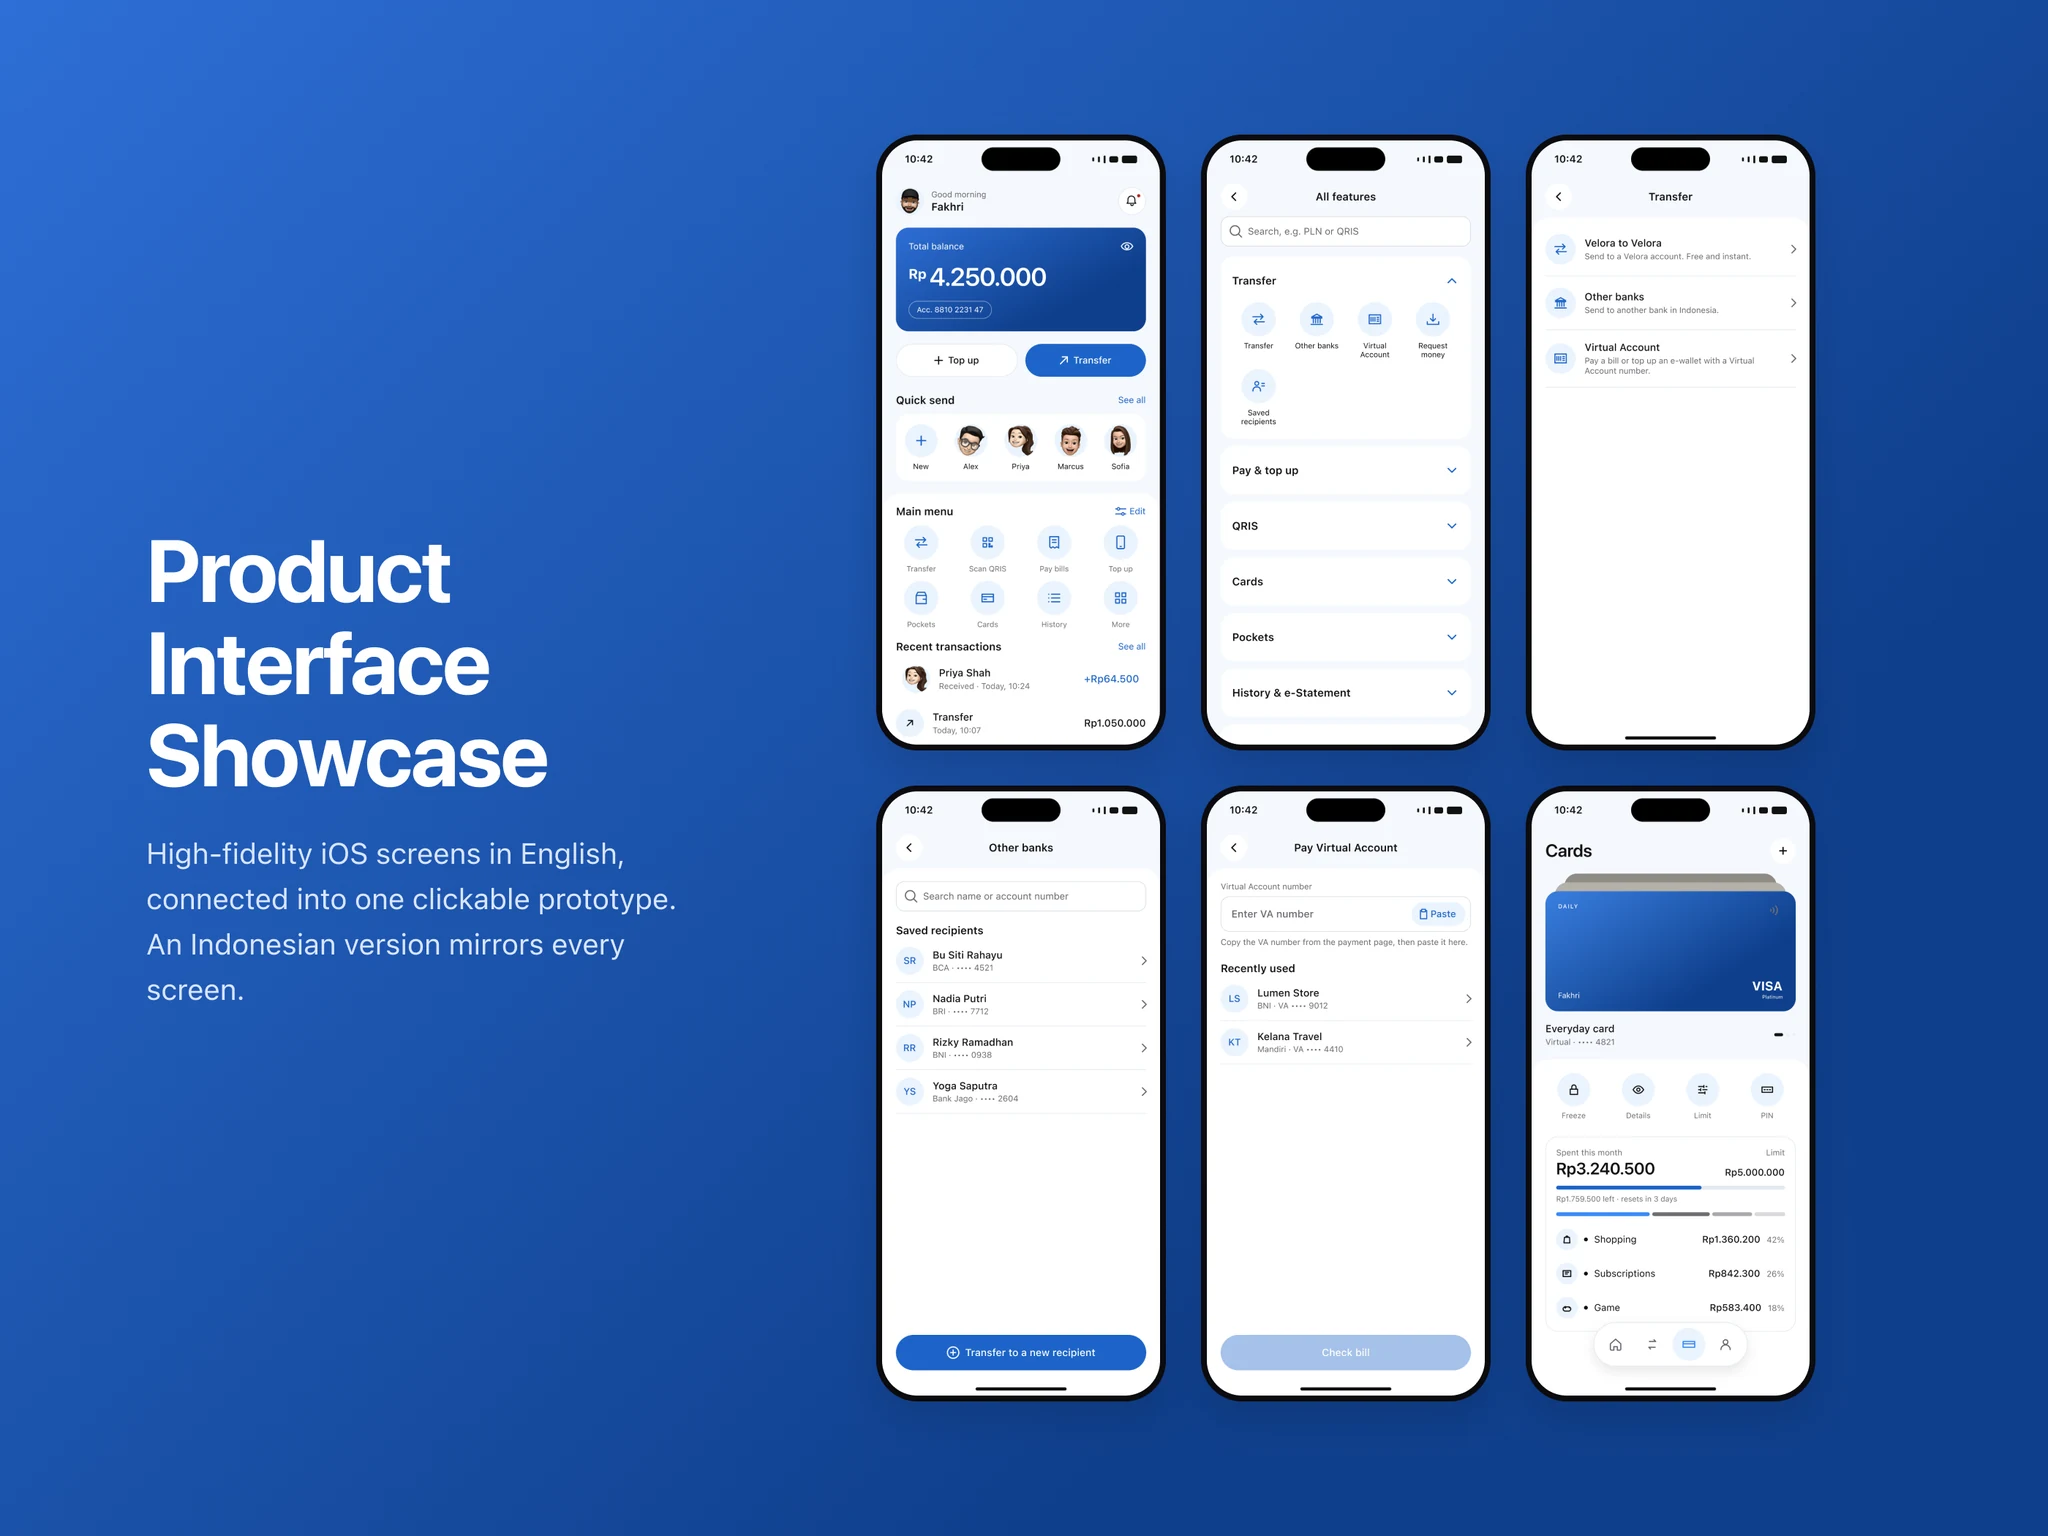 Product
Interface
Showcase
High-fidelity iOS screens in English,
connected into one clickable prototype.
An Indonesian version mirrors every
screen.
10:42
Good morning
Fakhri
Total balance
Rp 4.250.000
Acc. 8810 2231 47
Top up
Transfer
Quick send
See all
New
Alex
Priya
Marcus
Sofia
Main menu
Edit
Transfer
Scan QRIS
Pay bills
Top up
Pockets
Cards
History
More
Recent transactions
See all
Priya Shah
Received · Today, 10:24
+Rp64.500
Transfer
Today, 10:07
Rp1.050.000
10:42
All features
Search, e.g. PLN or QRIS
Transfer
Transfer
Other banks
Virtual
Account
Request
money
Saved
recipients
Pay & top up
QRIS
Cards
Pockets
History & e-Statement
10:42
Transfer
Velora to Velora
Send to a Velora account. Free and instant.
Other banks
Send to another bank in Indonesia.
Virtual Account
Pay a bill or top up an e-wallet with a Virtual
Account number.
10:42
Other banks
Search name or account number
Saved recipients
SR
Bu Siti Rahayu
BCA · •••• 4521
NP
Nadia Putri
BRI · •••• 7712
RR
Rizky Ramadhan
BNI · •••• 0938
YS
Yoga Saputra
Bank Jago · •••• 2604
Transfer to a new recipient
10:42
Pay Virtual Account
Virtual Account number
Enter VA number
Paste
Copy the VA number from the payment page, then paste it here.
Recently used
LS
Lumen Store
BNI · VA •••• 9012
KT
Kelana Travel
Mandiri · VA •••• 4410
Check bill
10:42
Cards
DAILY
Fakhri
VISA
Platinum
Everyday card
Virtual · •••• 4821
Freeze
Details
Limit
PIN
Spent this month
Limit
Rp3.240.500
Rp5.000.000
Rp1.759.500 left · resets in 3 days
Shopping
Rp1.360.200 42%
Subscriptions
Rp842.300 26%
Game
Rp583.400 18%